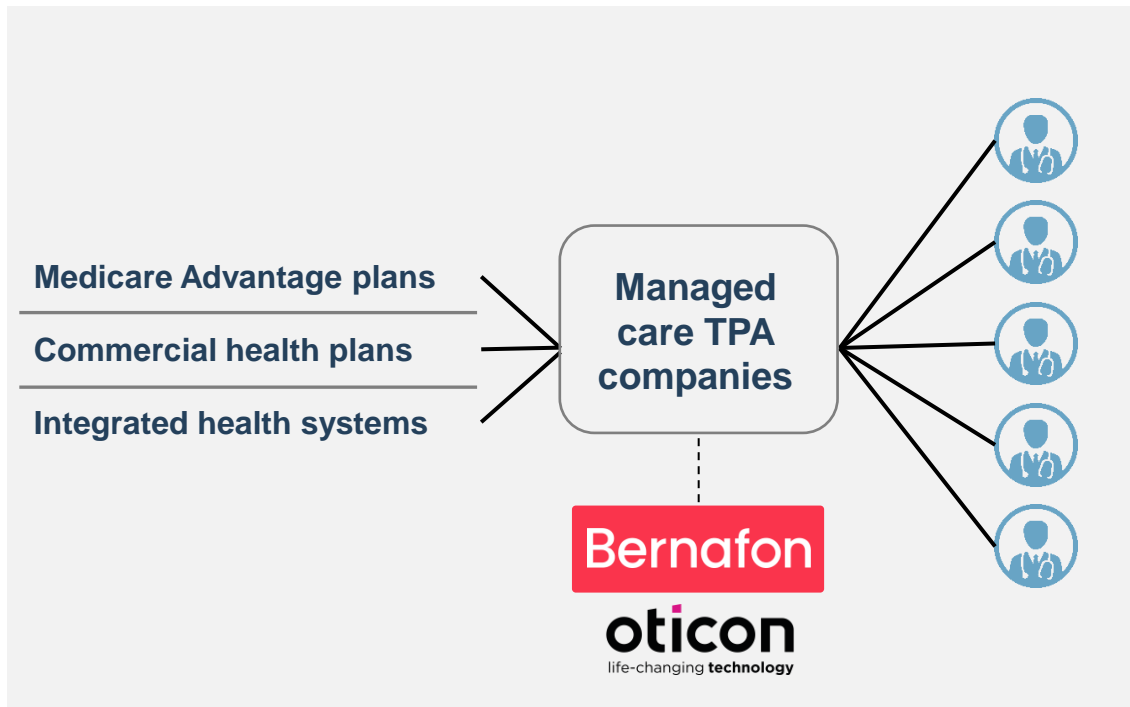 Medicare Advantage plans
Commercial health plans
Integrated health systems
Managed
care TPA
companies
Bernafon
oticon
life-changing technology